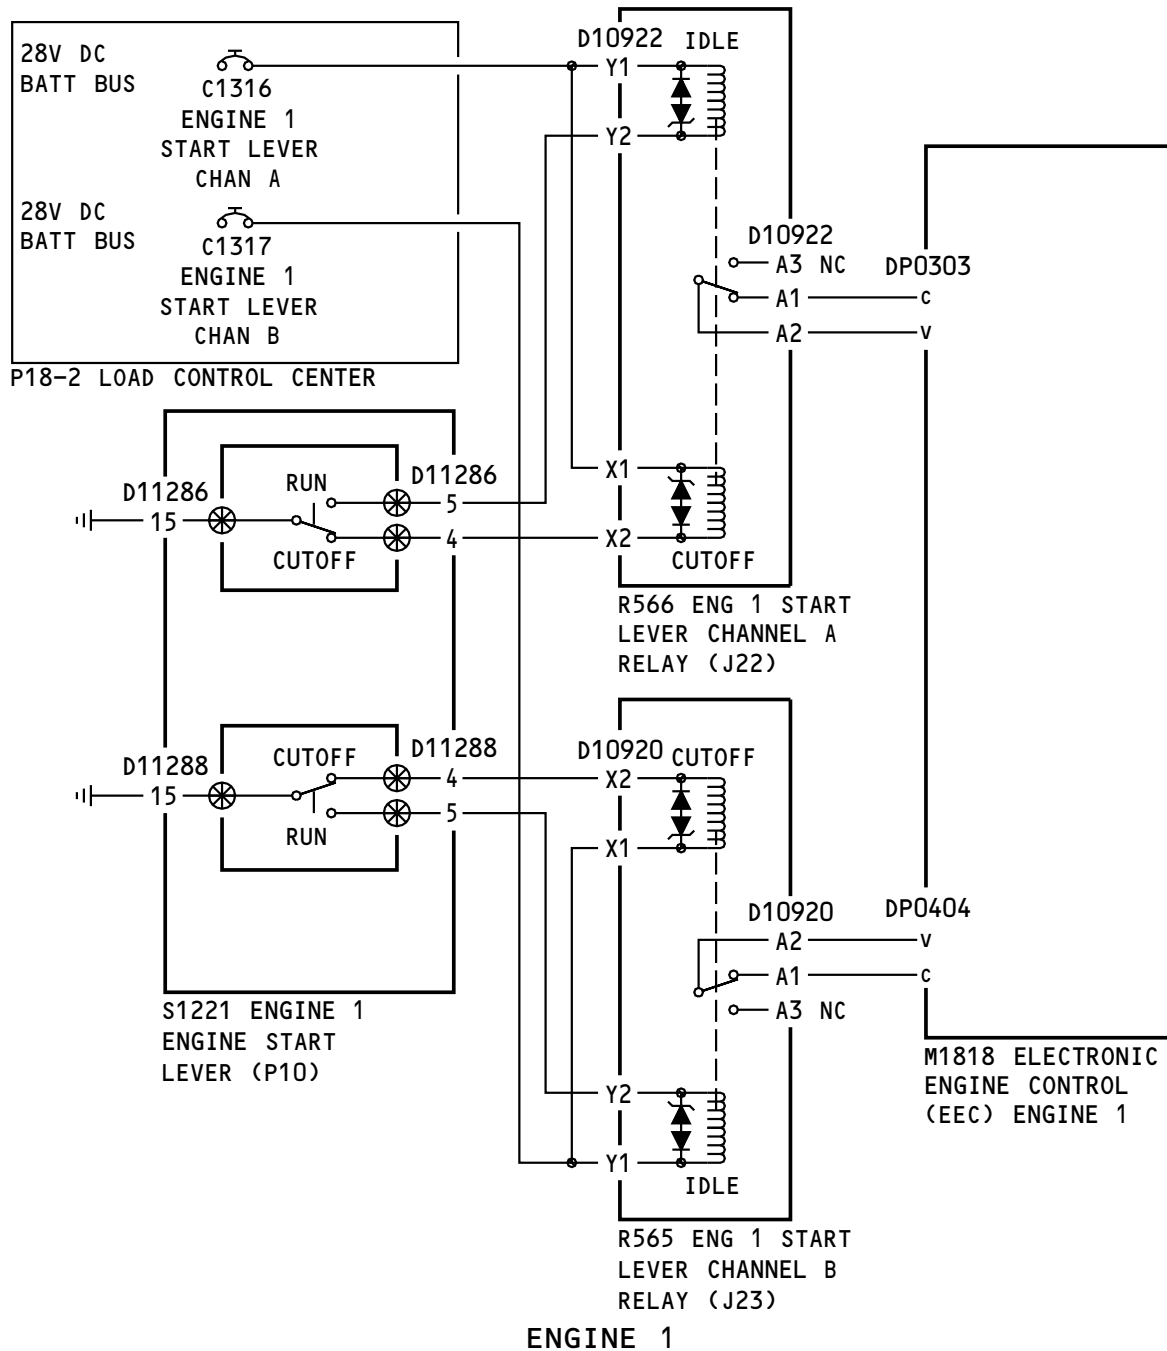 28V DC
BATT BUS
C1316
ENGINE 1
START LEVER
CHAN A
28V DC
BATT BUS
C1317
ENGINE 1
START LEVER
CHAN B
P18-2 LOAD CONTROL CENTER
D10922 IDLE
Y1
Y2
D10922
A3 NC
A1
A2
X1
X2
CUTOFF
R566 ENG 1 START
LEVER CHANNEL A
RELAY (J22)
DP0303
C
V
D11286
15
RUN
CUTOFF
D11286
5
4
D11288
15
CUTOFF
RUN
D11288
4
5
S1221 ENGINE 1
ENGINE START
LEVER (P10)
D10920 CUTOFF
X2
X1
D10920
A2
A1
A3 NC
Y2
Y1
IDLE
R565 ENG 1 START
LEVER CHANNEL B
RELAY (J23)
DP0404
V
C
M1818 ELECTRONIC
ENGINE CONTROL
(EEC) ENGINE 1
ENGINE 1